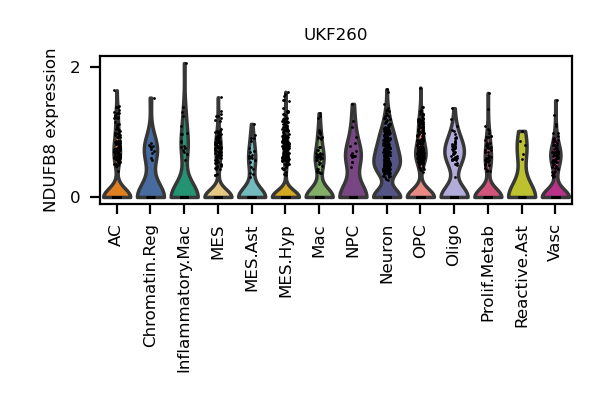 UKF260
NDUFB8 expression
2
0
AC
Chromatin.Reg
Inflammatory.Mac
MES
MES.Ast
MES.Hyp
Mac
NPC
Neuron
OPC
Oligo
Prolif.Metab
Reactive.Ast
Vasc